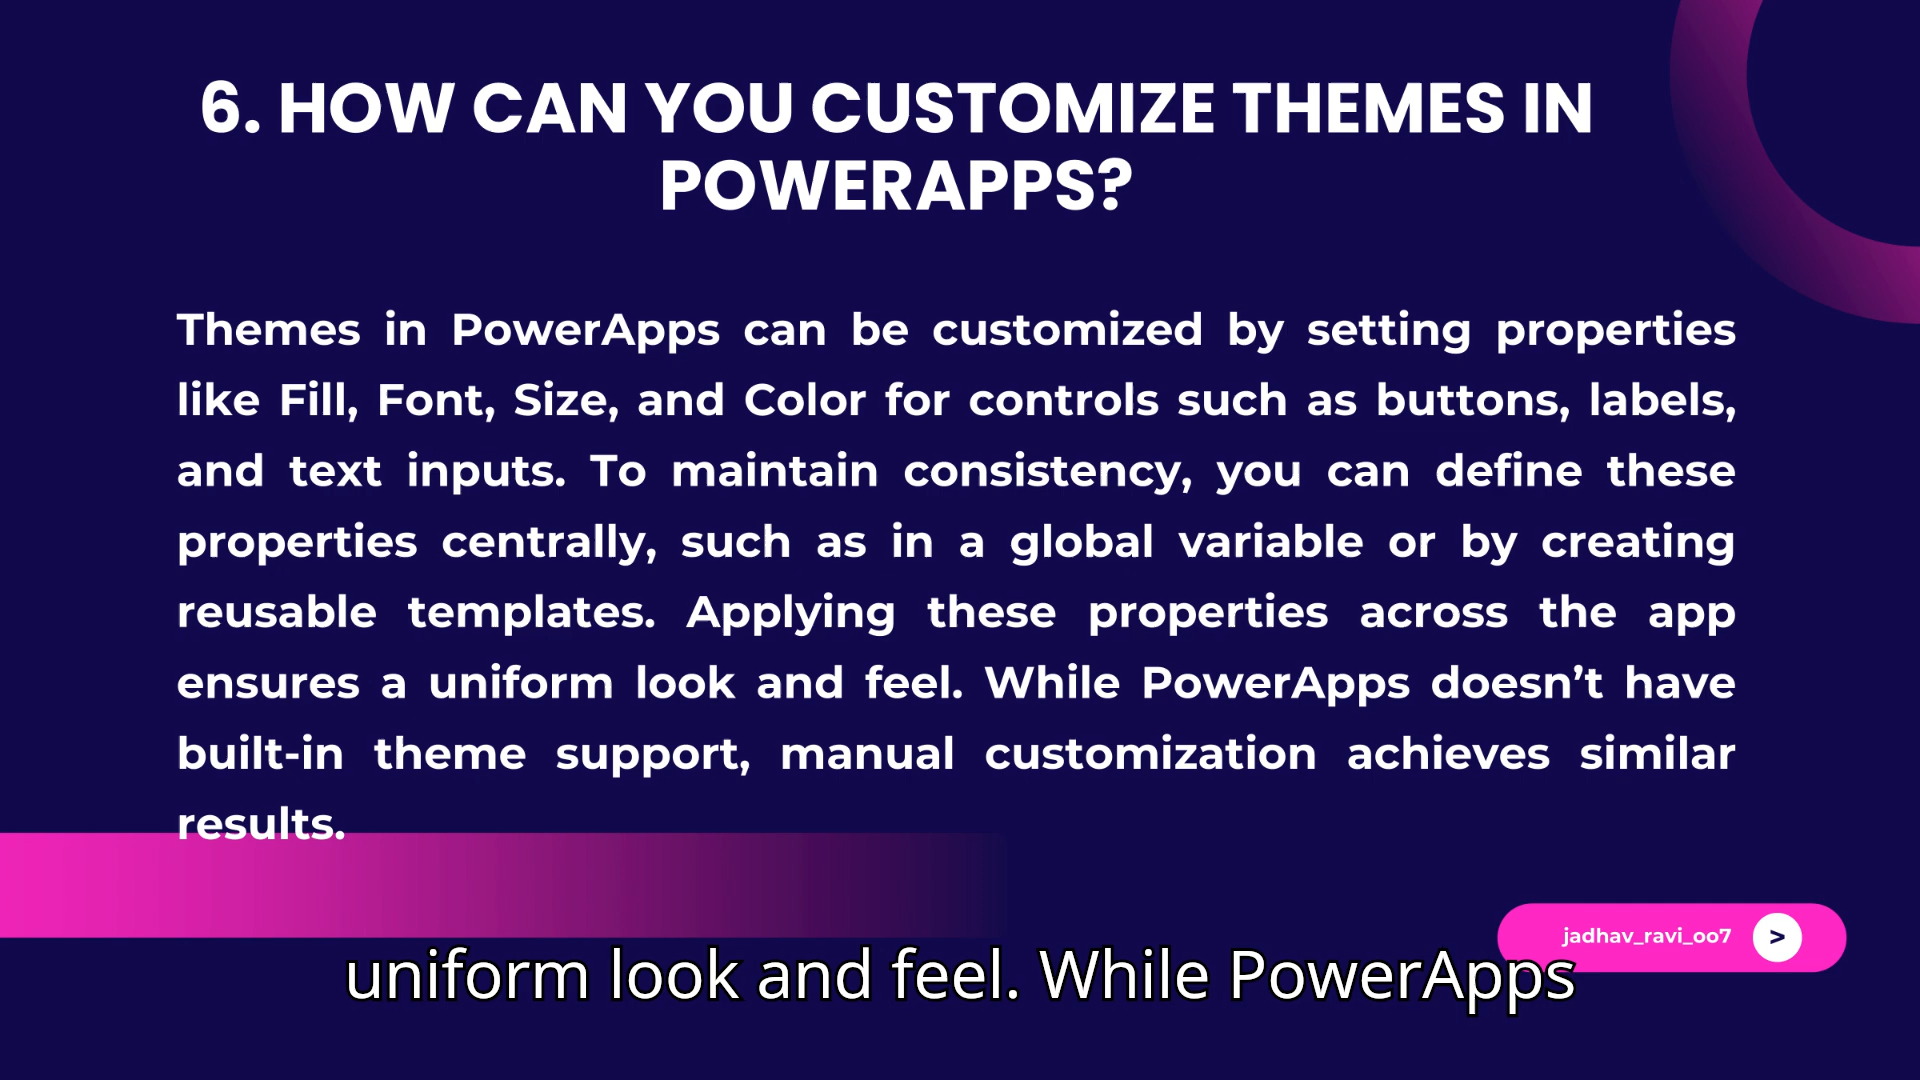 6. HOW CAN YOU CUSTOMIZE THEMES IN
POWERAPPS?
Themes in PowerApps can be customized by setting properties
like Fill, Font, Size, and Color for controls such as buttons, labels,
and text inputs. To maintain consistency, you can define these
properties centrally, such as in a global variable or by creating
reusable templates. Applying these properties across the app
ensures a uniform look and feel. While PowerApps doesn’t have
built-in theme support, manual customization achieves similar
results.
jadhav_ravi_oo7 >
uniform look and feel. While PowerApps